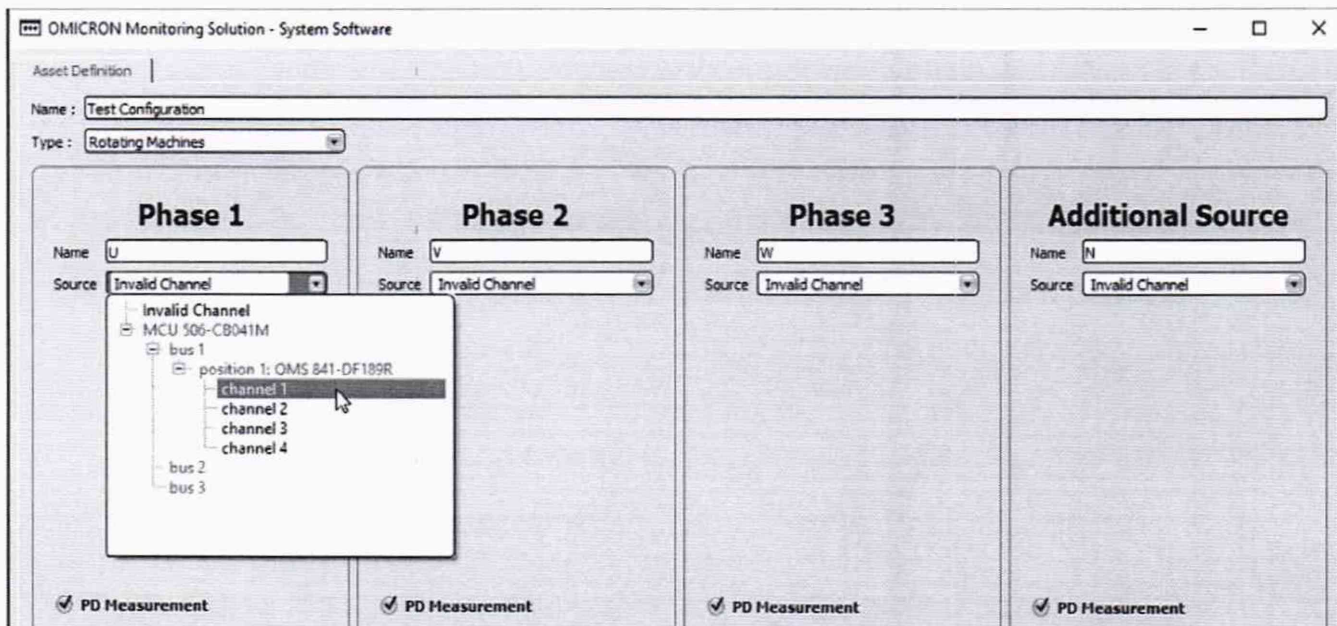 OMICRON Monitoring Solution - System Software
Asset Definition
Name : Test Configuration
Type : Rotating Machines
Phase 1
Name U
Source Invalid Channel
Invalid Channel
MCU 506-CB041M
bus 1
position 1: OMS 841-DF189R
channel 1
channel 2
channel 3
channel 4
bus 2
bus 3
PD Measurement
Phase 2
Name V
Source Invalid Channel
PD Measurement
Phase 3
Name W
Source Invalid Channel
PD Measurement
Additional Source
Name N
Source Invalid Channel
PD Measurement